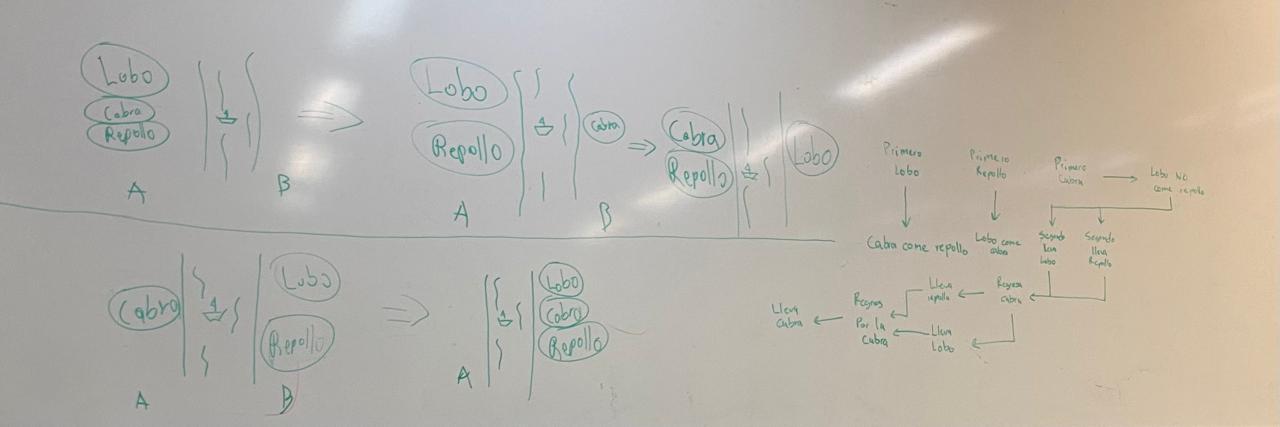 Lobo
Cabra
Repollo
A
B
Lobo
Repollo
A
Cabra
B
Cabra
Repollo
Lobo
Cabra
A
Lobo
Repollo
B
A
Lobo
Cabra
Repollo
Primero
Lobo
Cabra come repollo
Primero
Repollo
Lobo come
cabra
Primero
Cabra
Lobo NO
come repollo
Segundo
lleva
Lobo
Segundo
lleva
Repollo
Regresa
cabra
Lleva
repollo
Lleva
Lobo
Regresa
Por la
Cabra
Lleva
cabra